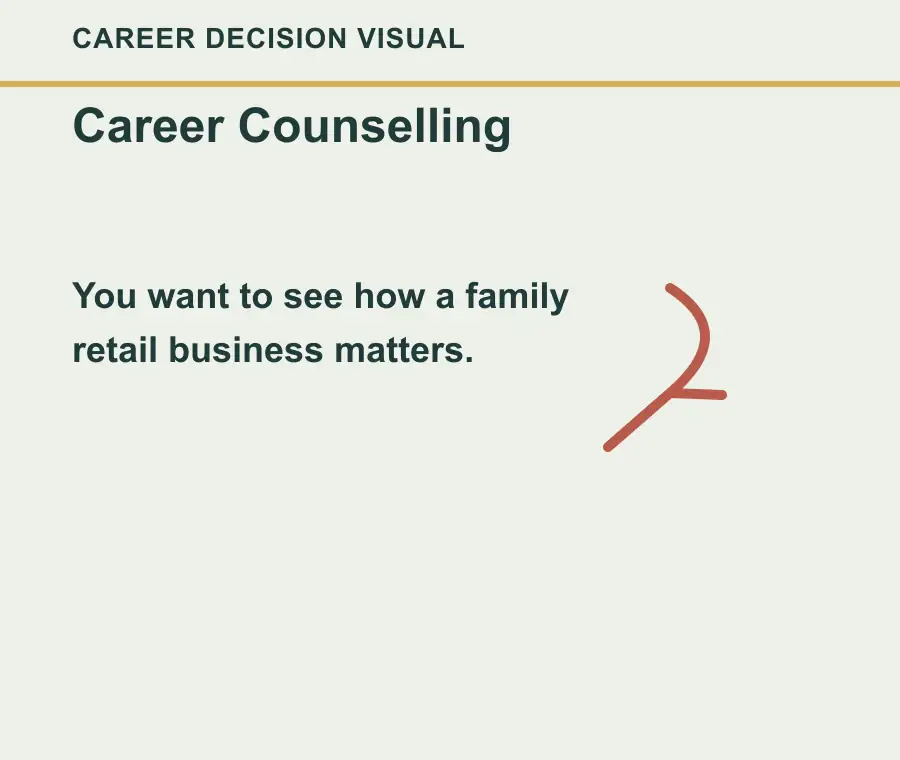 CAREER DECISION VISUAL
Career Counselling
You want to see how a family
retail business matters.